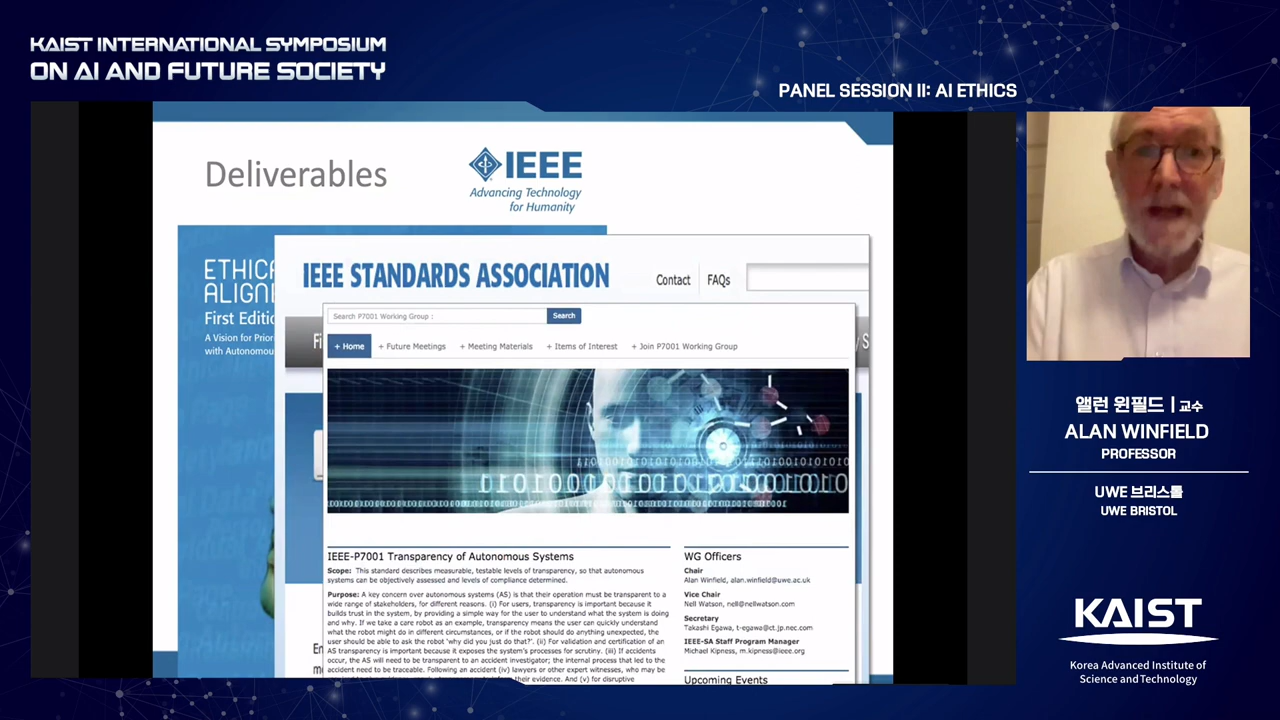 KAIST INTERNATIONAL SYMPOSIUM
ON AI AND FUTURE SOCIETY
PANEL SESSION II: AI ETHICS
Deliverables
IEEE
Advancing Technology
for Humanity
ETHICA
ALIGNE
First Editio
A Vision for Prior
with Autonomous
IEEE STANDARDS ASSOCIATION
Contact
FAQs
Search P7001 Working Group :
Search
Fi
y S
+ Home
+ Future Meetings
+ Meeting Materials
+ Items of Interest
+ Join P7001 Working Group
IEEE-P7001 Transparency of Autonomous Systems
Scope: This standard describes measurable, testable levels of transparency, so that autonomous
systems can be objectively assessed and levels of compliance determined.
Purpose: A key concern over autonomous systems (AS) is that their operation must be transparent to a
wide range of stakeholders, for different reasons. (i) For users, transparency is important because it
builds trust in the system, by providing a simple way for the user to understand what the system is doing
and why. If we take a care robot as an example, transparency means the user can quickly understand
what the robot might do in different circumstances, or if the robot should do anything unexpected, the
user should be able to ask the robot 'why did you just do that?'. (ii) For validation and certification of an
AS transparency is important because it exposes the system's processes for scrutiny. (iii) If accidents
occur, the AS will need to be transparent to an accident investigator; the internal process that led to the
accident need to be traceable. Following an accident (iv) lawyers or other expert witnesses, who may be
their evidence. And (v) for disruptive
WG Officers
Chair
Alan Winfield, alan.winfield@uwe.ac.uk
Vice Chair
Nell Watson, nell@nellwatson.com
Secretary
Takashi Egawa, t-egawa@ct.jp.nec.com
IEEE-SA Staff Program Manager
Michael Kipness, m.kipness@ieee.org
Upcoming Events
En
m
앨런 윈필드 | 교수
ALAN WINFIELD
PROFESSOR
UWE 브리스톨
UWE BRISTOL
KAIST
Korea Advanced Institute of
Science and Technology